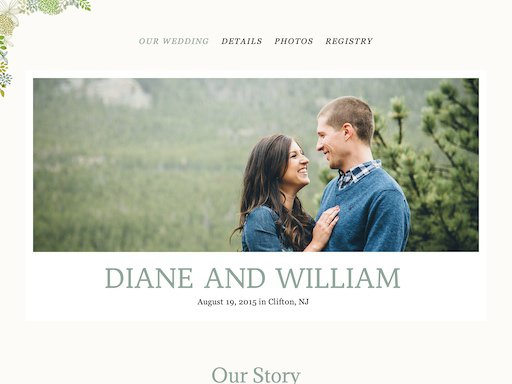 OUR WEDDING DETAILS PHOTOS REGISTRY
DIANE AND WILLIAM
August 19, 2015 in Clifton, NJ
Our Story